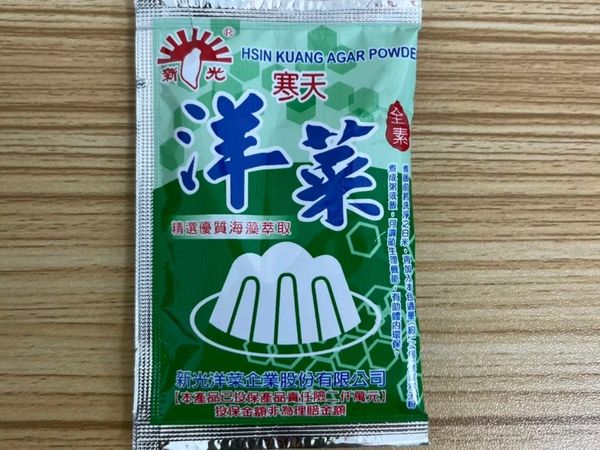 新光
®
HSIN KUANG AGAR POWDE
寒天
洋菜
全素
精選優質海藻萃取
新光洋菜企業股份有限公司
【本產品已投保產品責任險二仟萬元】
投保金額非為理賠金額